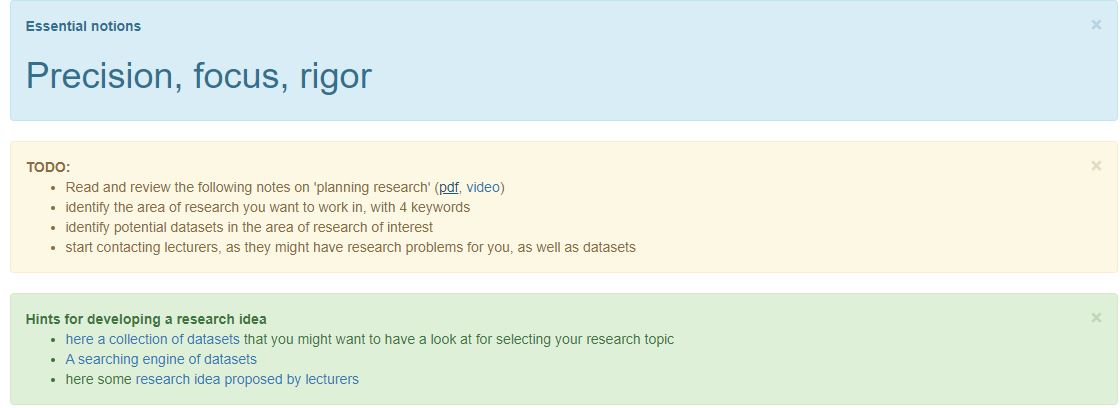 Essential notions
Precision, focus, rigor
TODO:
Read and review the following notes on 'planning research' (pdf, video)
identify the area of research you want to work in, with 4 keywords
identify potential datasets in the area of research of interest
start contacting lecturers, as they might have research problems for you, as well as datasets
Hints for developing a research idea
here a collection of datasets that you might want to have a look at for selecting your research topic
A searching engine of datasets
here some research idea proposed by lecturers